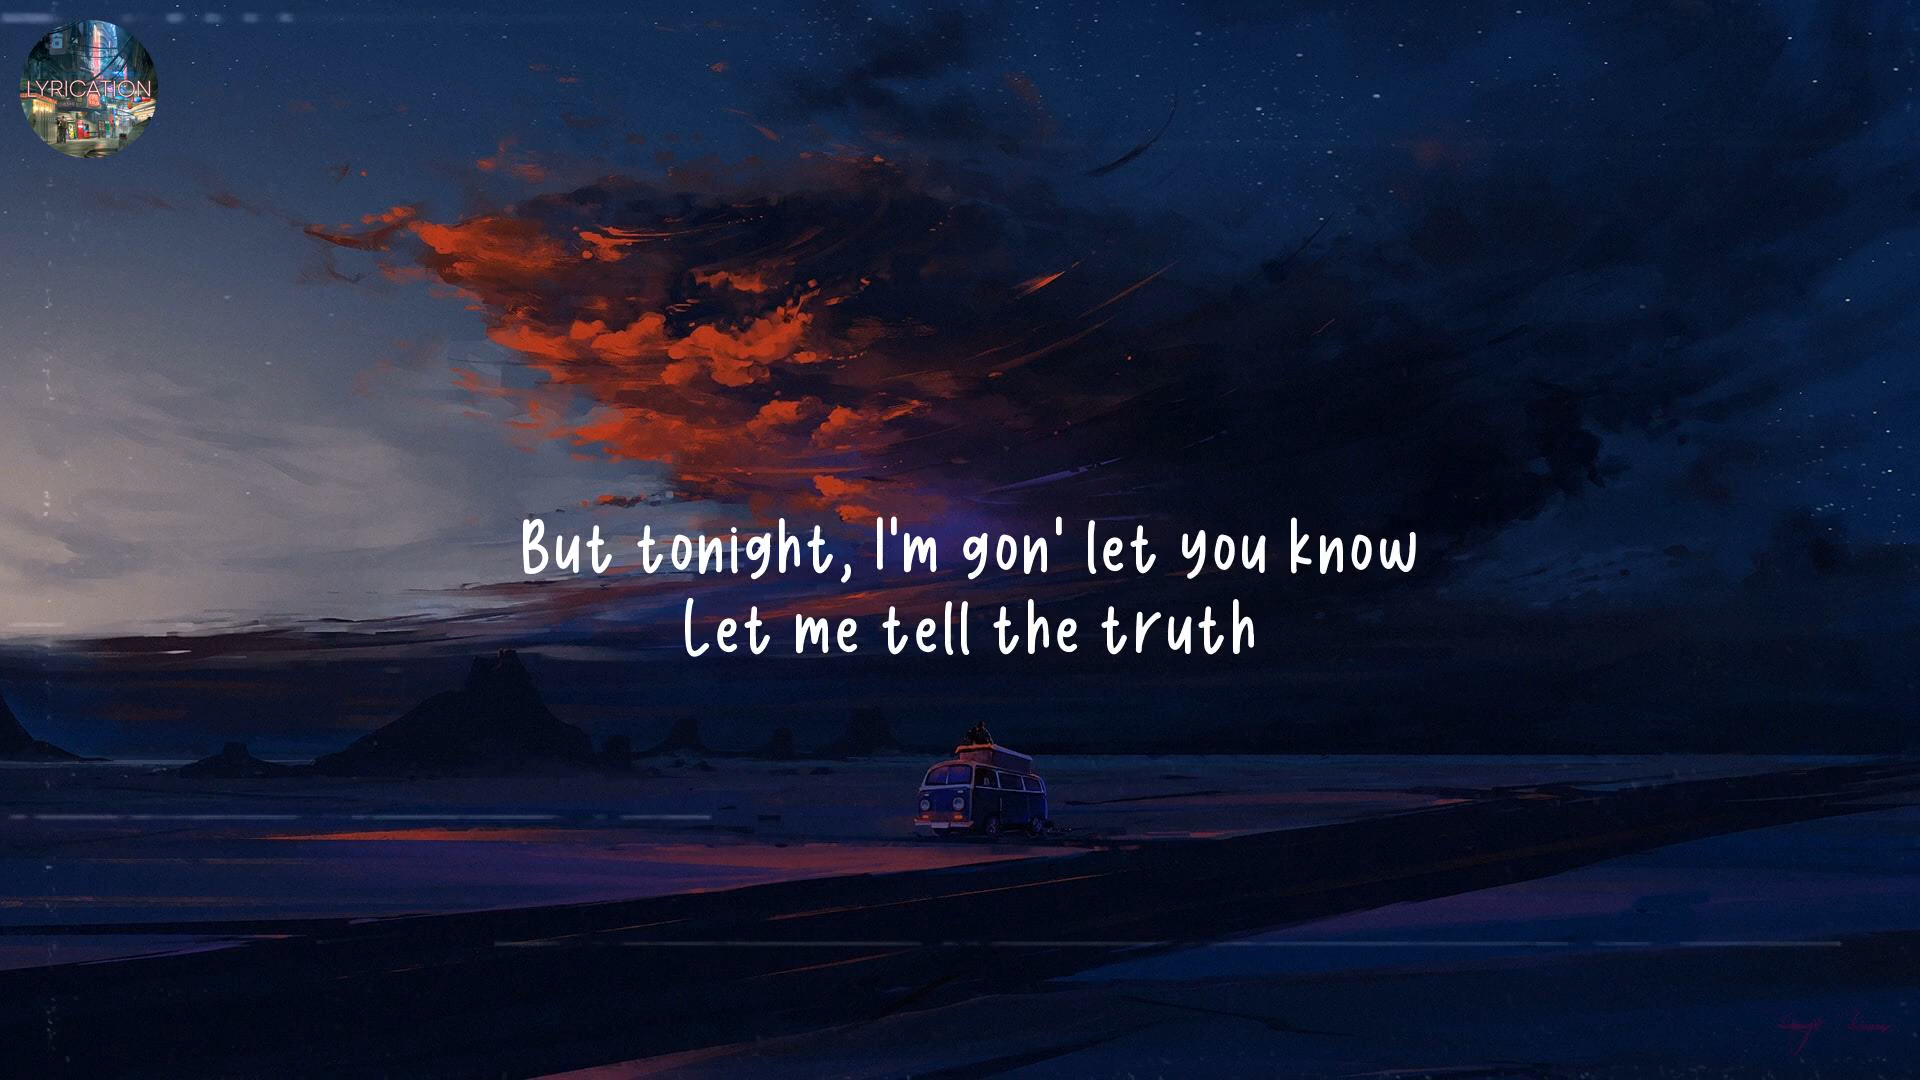 LYRICATION
But tonight, I'm gon' let you know
Let me tell the truth